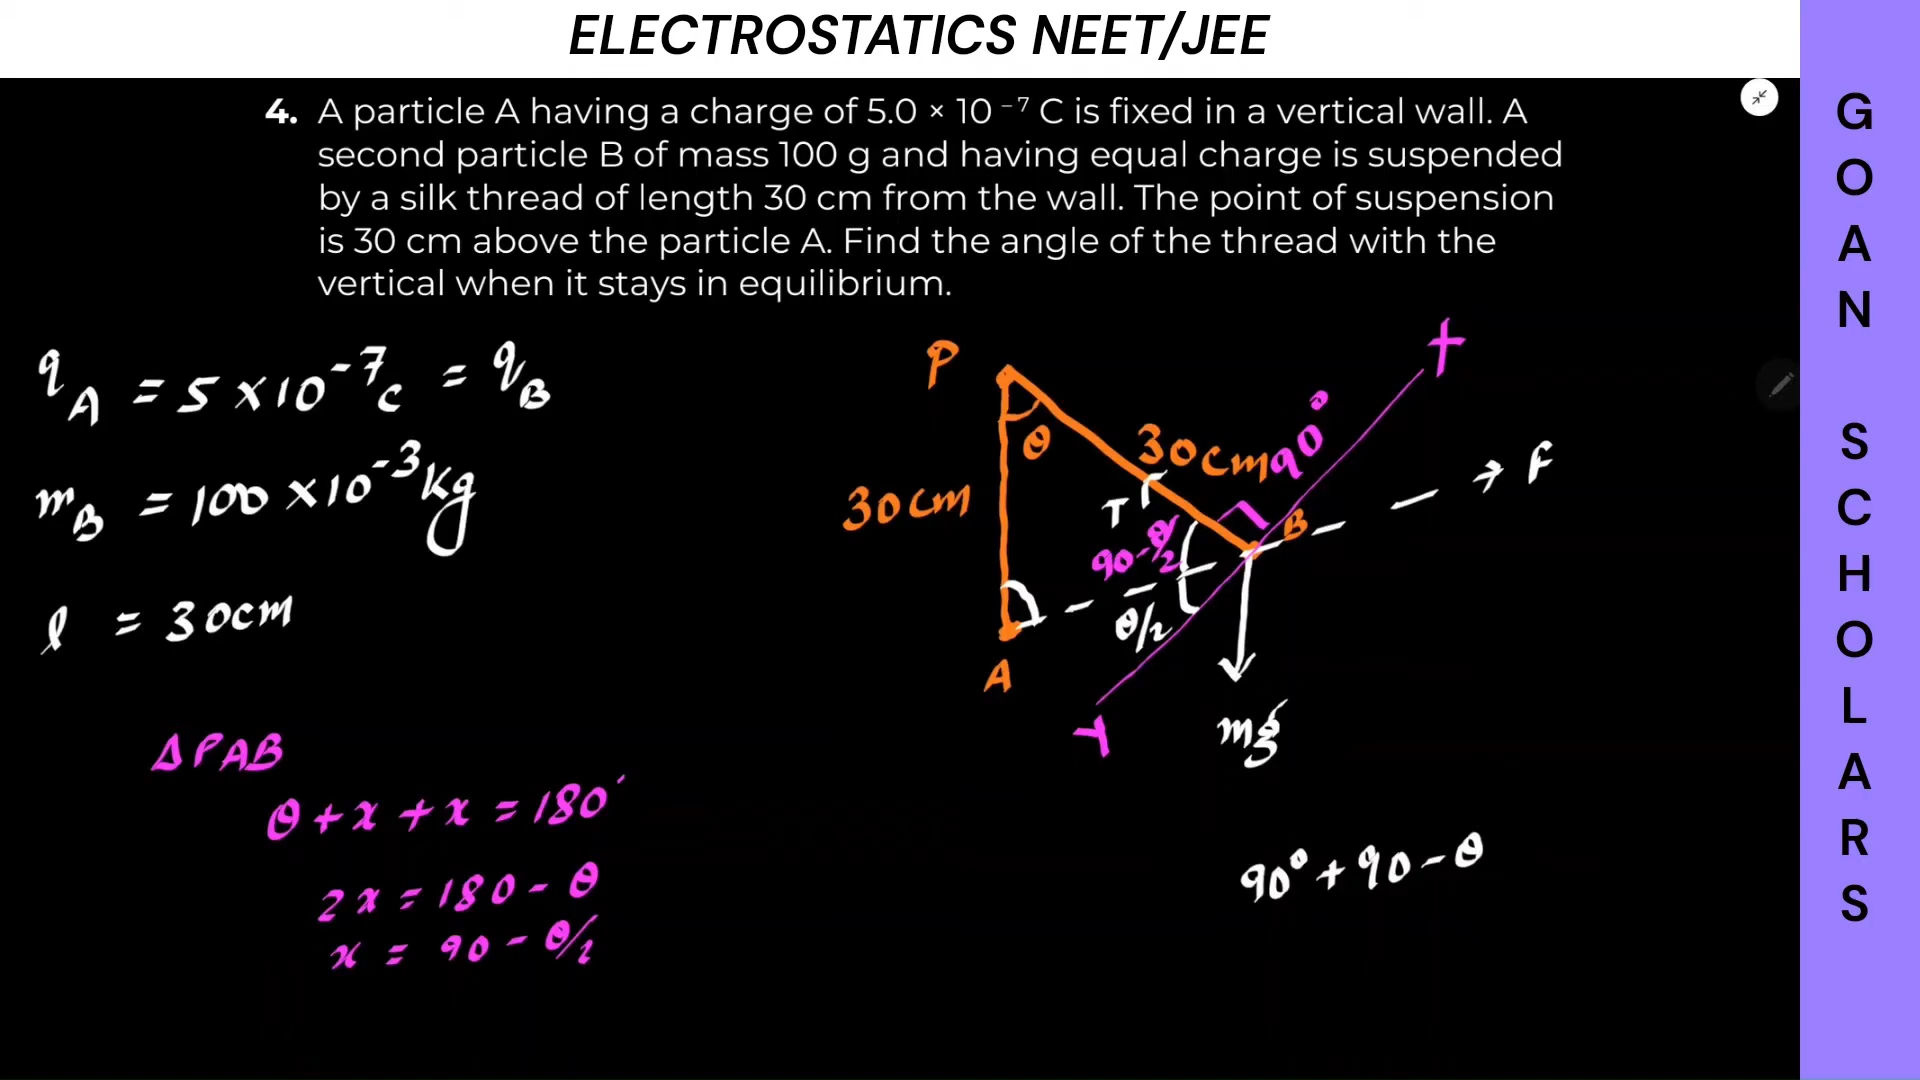 ELECTROSTATICS NEET/JEE
4. A particle A having a charge of 5.0 × 10⁻⁷ C is fixed in a vertical wall. A
second particle B of mass 100 g and having equal charge is suspended
by a silk thread of length 30 cm from the wall. The point of suspension
is 30 cm above the particle A. Find the angle of the thread with the
vertical when it stays in equilibrium.
q_A = 5 × 10⁻⁷ C = q_B
m_B = 100 × 10⁻³ kg
l = 30cm
P
θ
30cm
30cm
90°
X
T
B
F
90-θ/2
θ/2
A
Y
mg
Δ PAB
θ + x + x = 180°
2x = 180 - θ
x = 90 - θ/2
90° + 90 - θ
GOAN
SCHOLARS